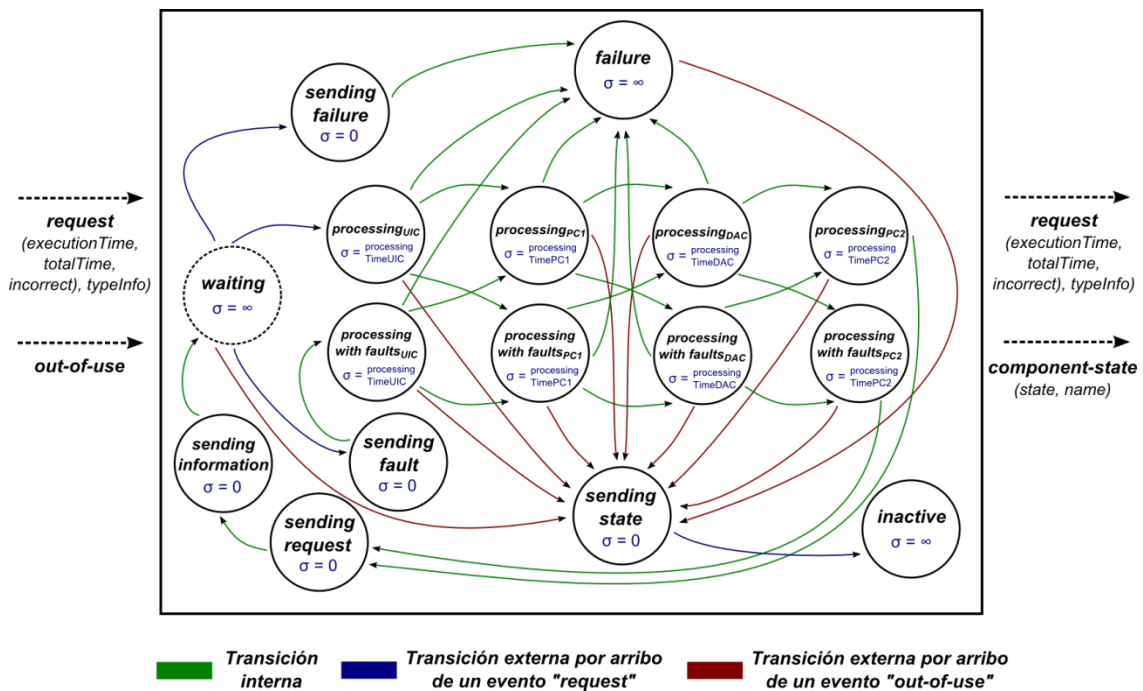 failure
σ = ∞
sending
failure
σ = 0
request
(executionTime,
totalTime,
incorrect), typeInfo)
out-of-use
waiting
σ = ∞
processingUIC
σ = processing
TimeUIC
processingPC1
σ = processing
TimePC1
processingDAC
σ = processing
TimeDAC
processingPC2
σ = processing
TimePC2
processing
with faultsUIC
σ = processing
TimeUIC
processing
with faultsPC1
σ = processing
TimePC1
processing
with faultsDAC
σ = processing
TimeDAC
processing
with faultsPC2
σ = processing
TimePC2
request
(executionTime,
totalTime,
incorrect), typeInfo)
component-state
(state, name)
sending
information
σ = 0
sending
fault
σ = 0
sending
request
σ = 0
sending
state
σ = 0
inactive
σ = ∞
Transición
interna
Transición externa por arribo
de un evento "request"
Transición externa por arribo
de un evento "out-of-use"